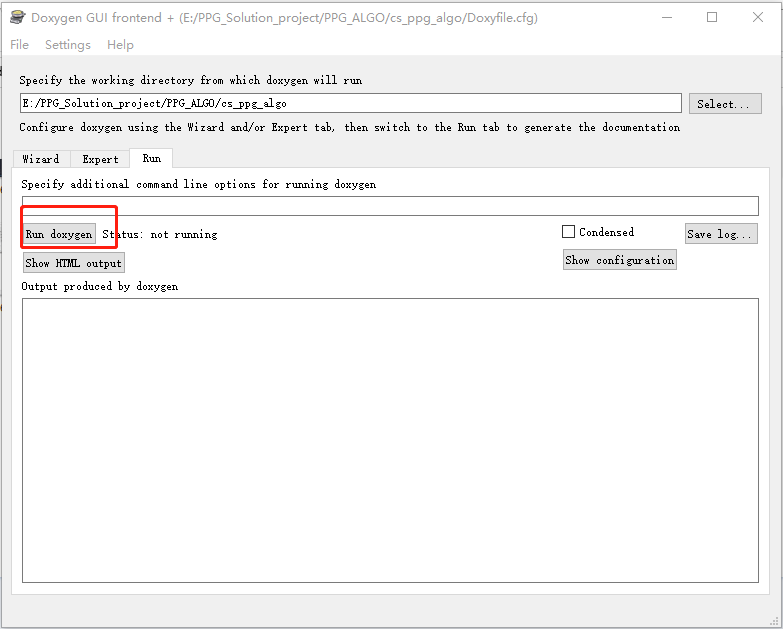 Doxygen GUI frontend + (E:/PPG_Solution_project/PPG_ALGO/cs_ppg_algo/Doxyfile.cfg)
File Settings Help
Specify the working directory from which doxygen will run
E:/PPG_Solution_project/PPG_ALGO/cs_ppg_algo
Select...
Configure doxygen using the Wizard and/or Expert tab, then switch to the Run tab to generate the documentation
Wizard Expert Run
Specify additional command line options for running doxygen
Run doxygen Status: not running Condensed Save log...
Show HTML output Show configuration
Output produced by doxygen